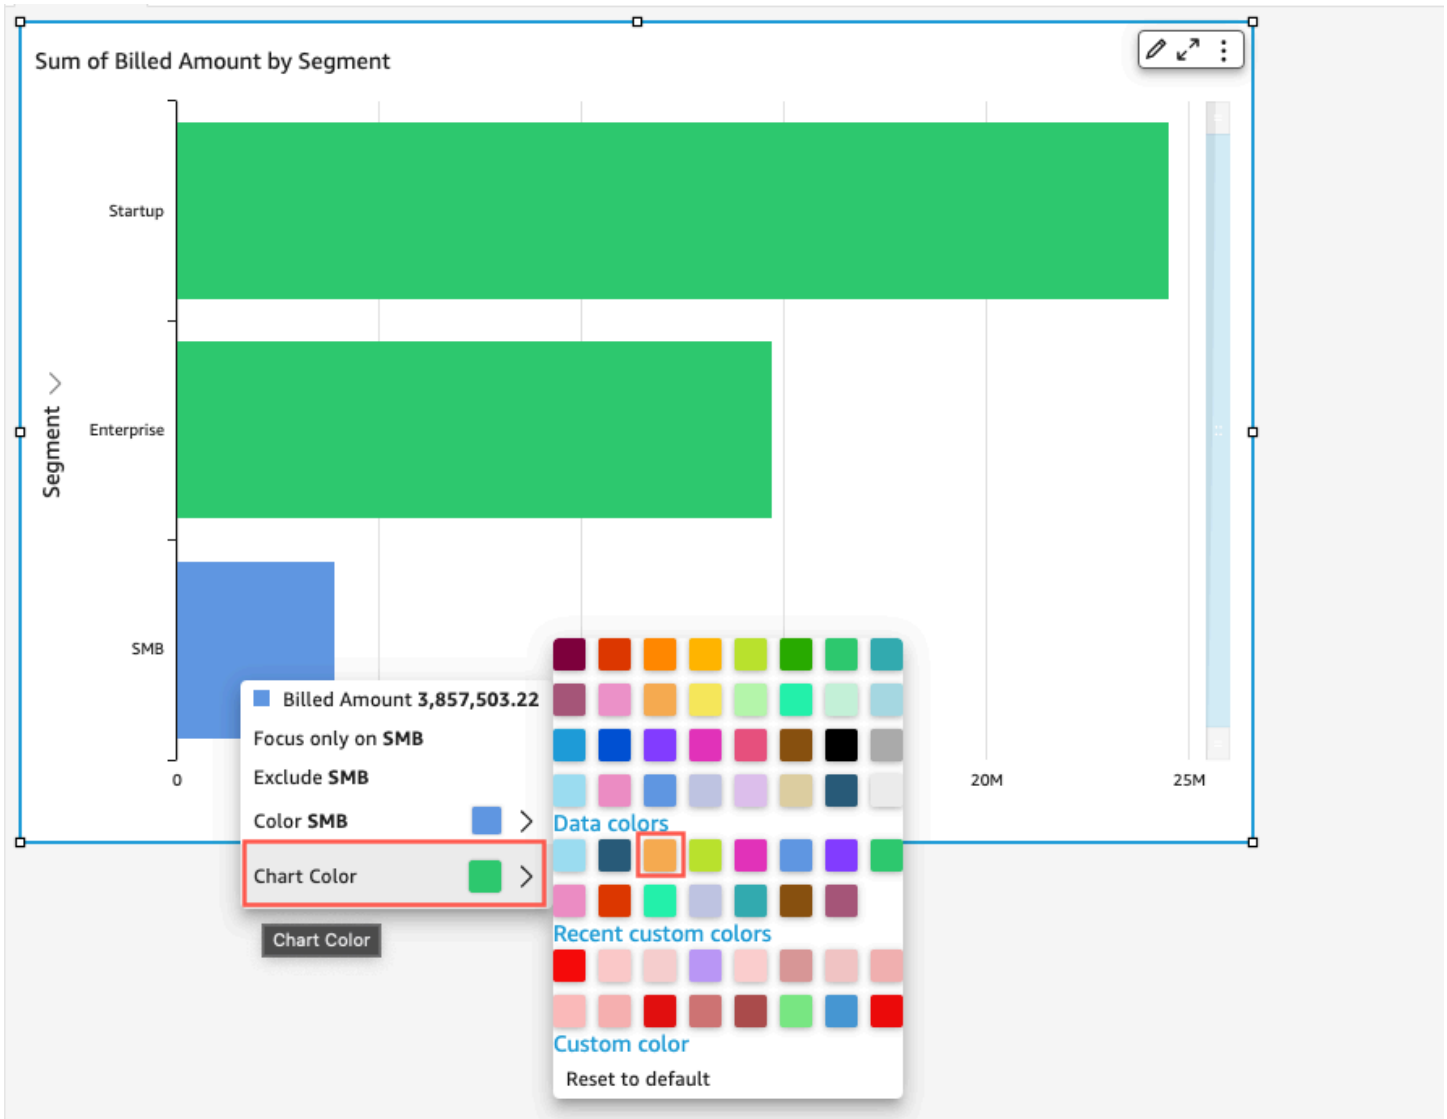 Sum of Billed Amount by Segment
Startup
Enterprise
SMB
Segment
0
20M
25M
Billed Amount 3,857,503.22
Focus only on SMB
Exclude SMB
Color SMB
Chart Color
Chart Color
Data colors
Recent custom colors
Custom color
Reset to default